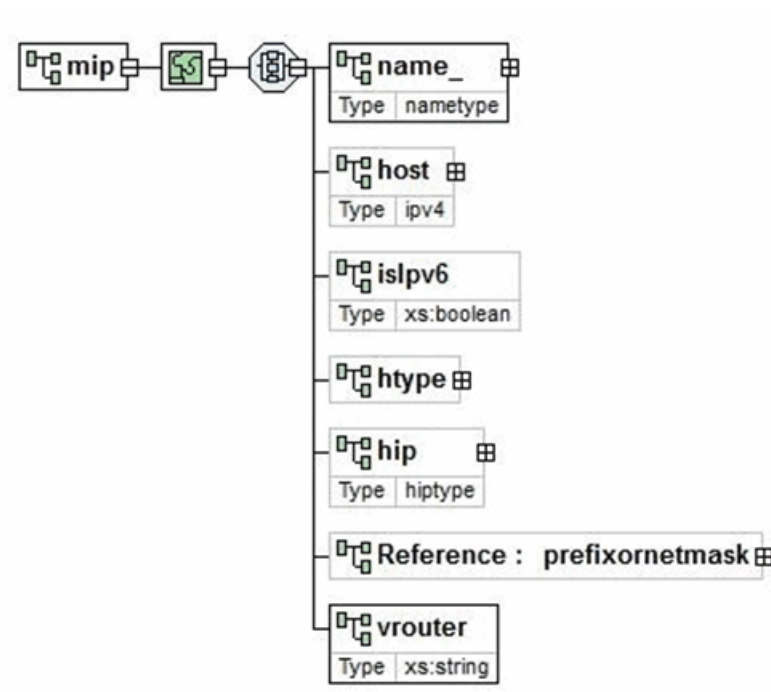 mip
name_
Type nametype
host
Type ipv4
isIpv6
Type xs:boolean
htype
hip
Type hiptype
Reference : prefixornetmask
vrouter
Type xs:string